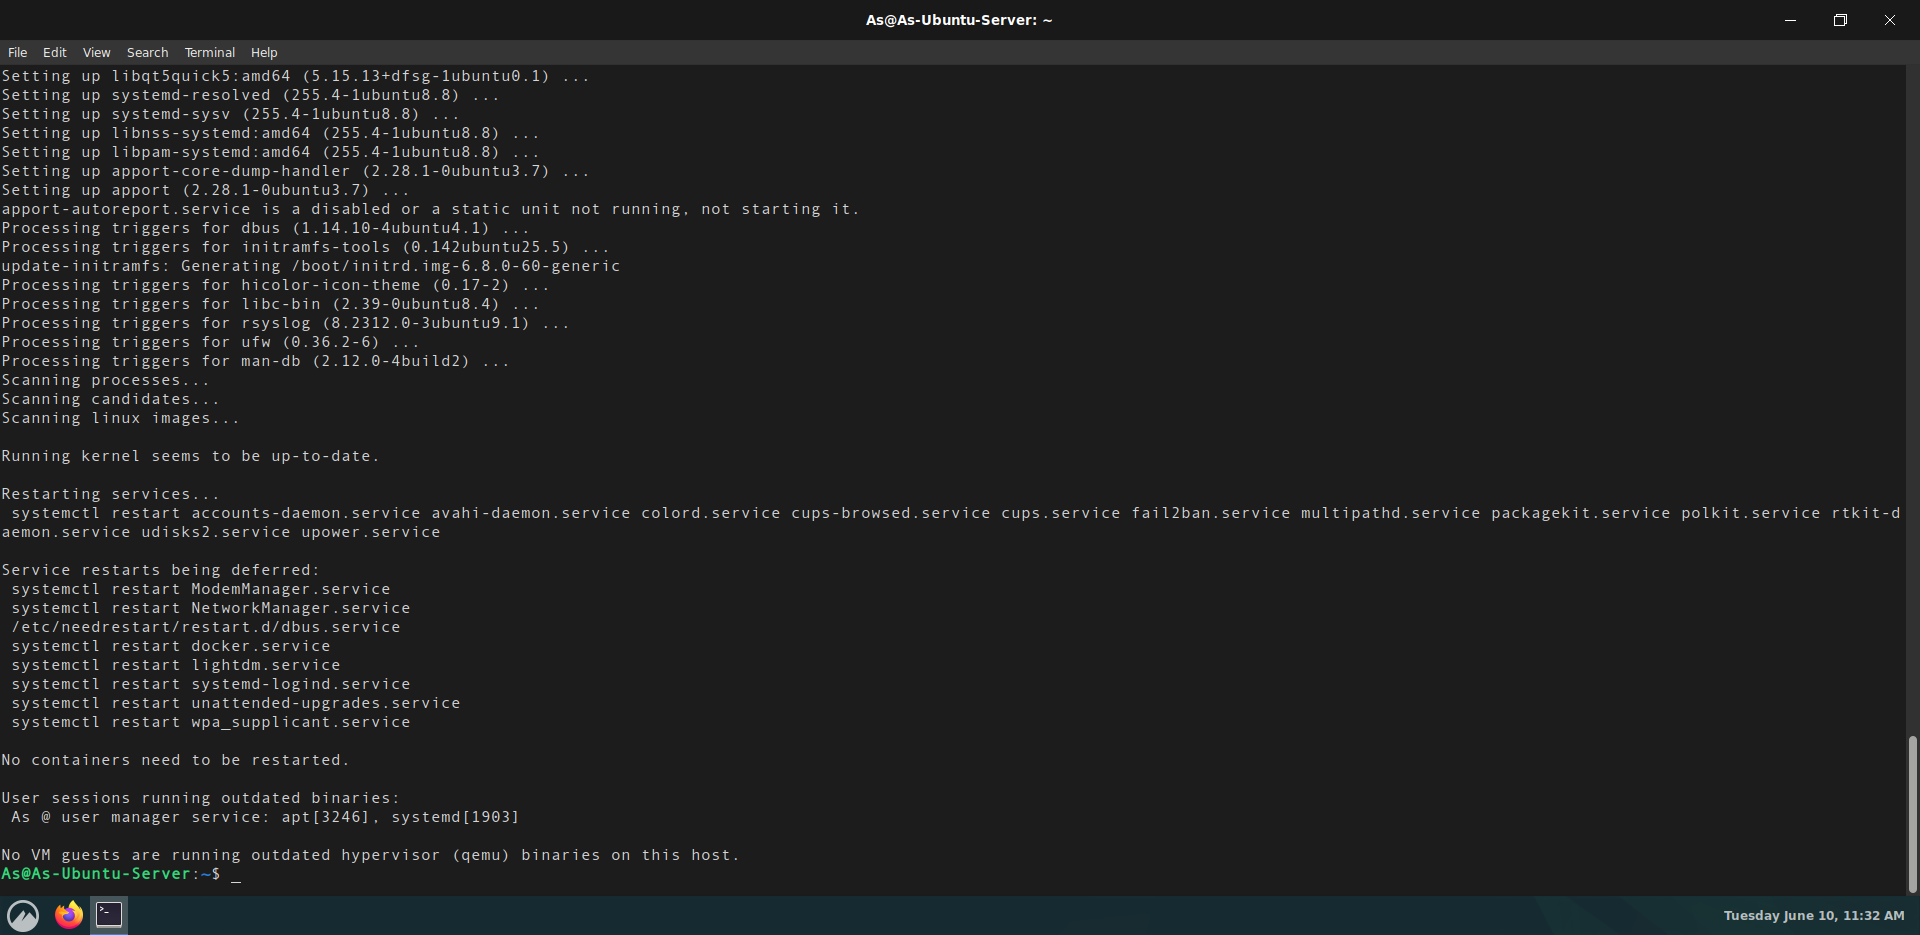 As@As-Ubuntu-Server: ~
File Edit View Search Terminal Help
Setting up libqt5quick5:amd64 (5.15.13+dfsg-1ubuntu0.1) ...
Setting up systemd-resolved (255.4-1ubuntu8.8) ...
Setting up systemd-sysv (255.4-1ubuntu8.8) ...
Setting up libnss-systemd:amd64 (255.4-1ubuntu8.8) ...
Setting up libpam-systemd:amd64 (255.4-1ubuntu8.8) ...
Setting up apport-core-dump-handler (2.28.1-0ubuntu3.7) ...
Setting up apport (2.28.1-0ubuntu3.7) ...
apport-autoreport.service is a disabled or a static unit not running, not starting it.
Processing triggers for dbus (1.14.10-4ubuntu4.1) ...
Processing triggers for initramfs-tools (0.142ubuntu25.5) ...
update-initramfs: Generating /boot/initrd.img-6.8.0-60-generic
Processing triggers for hicolor-icon-theme (0.17-2) ...
Processing triggers for libc-bin (2.39-0ubuntu8.4) ...
Processing triggers for rsyslog (8.2312.0-3ubuntu9.1) ...
Processing triggers for ufw (0.36.2-6) ...
Processing triggers for man-db (2.12.0-4build2) ...
Scanning processes...
Scanning candidates...
Scanning linux images...
Running kernel seems to be up-to-date.
Restarting services...
systemctl restart accounts-daemon.service avahi-daemon.service colord.service cups-browsed.service cups.service fail2ban.service multipathd.service packagekit.service polkit.service rtkit-d
aemon.service udisks2.service upower.service
Service restarts being deferred:
systemctl restart ModemManager.service
systemctl restart NetworkManager.service
/etc/needrestart/restart.d/dbus.service
systemctl restart docker.service
systemctl restart lightdm.service
systemctl restart systemd-logind.service
systemctl restart unattended-upgrades.service
systemctl restart wpa_supplicant.service
No containers need to be restarted.
User sessions running outdated binaries:
As @ user manager service: apt[3246], systemd[1903]
No VM guests are running outdated hypervisor (qemu) binaries on this host.
As@As-Ubuntu-Server:~$ _
Tuesday June 10, 11:32 AM